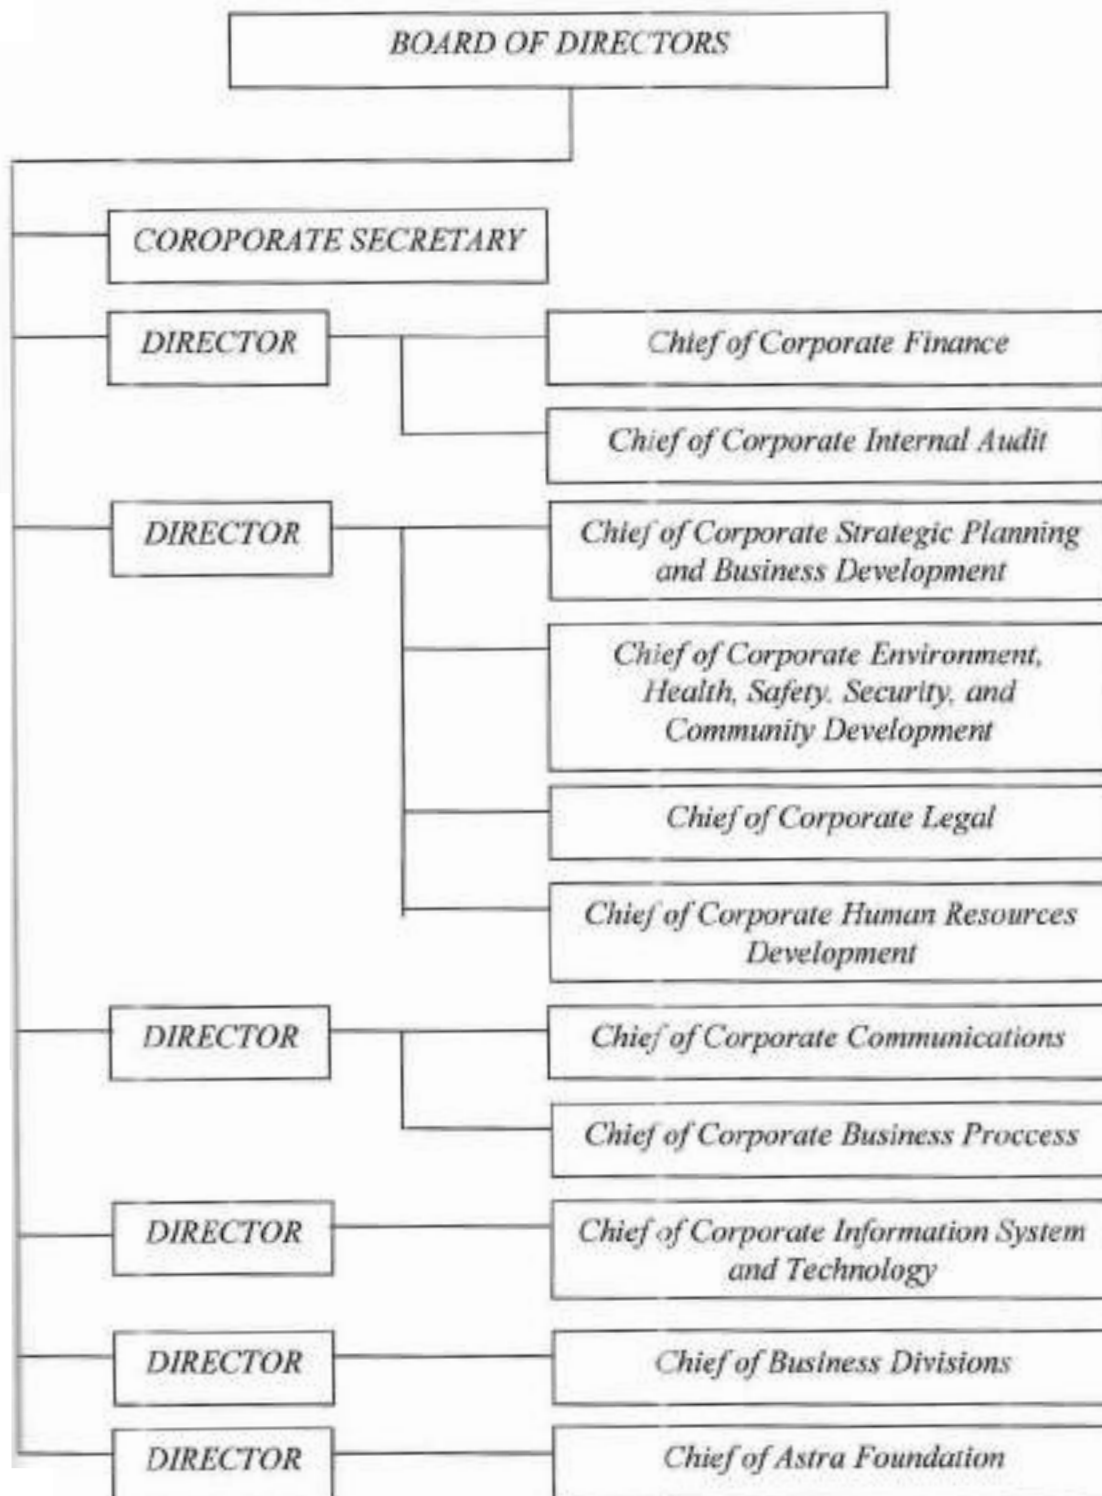 BOARD OF DIRECTORS
COROPORATE SECRETARY
DIRECTOR
Chief of Corporate Finance
Chief of Corporate Internal Audit
DIRECTOR
Chief of Corporate Strategic Planning
and Business Development
Chief of Corporate Environment,
Health, Safety, Security, and
Community Development
Chief of Corporate Legal
Chief of Corporate Human Resources
Development
DIRECTOR
Chief of Corporate Communications
Chief of Corporate Business Proccess
DIRECTOR
Chief of Corporate Information System
and Technology
DIRECTOR
Chief of Business Divisions
DIRECTOR
Chief of Astra Foundation